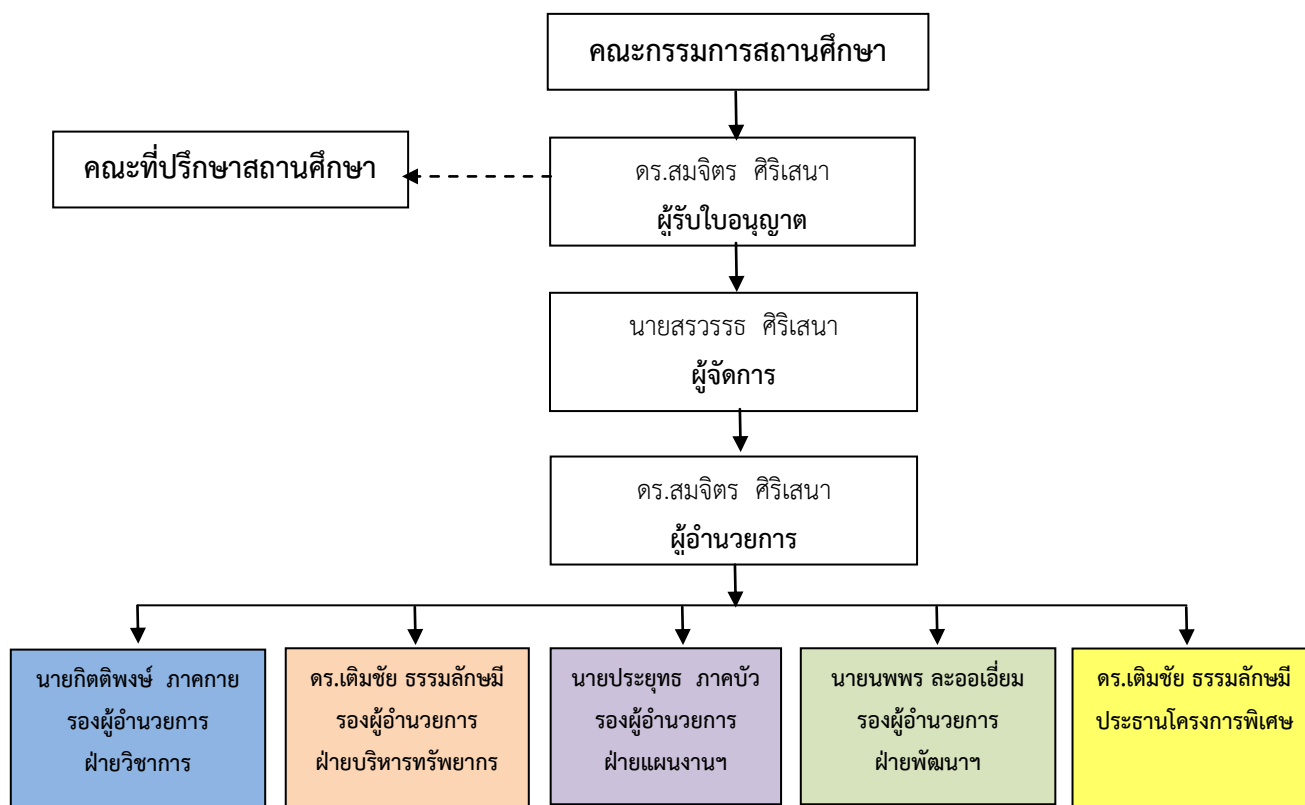 คณะกรรมการสถานศึกษา
คณะที่ปรึกษาสถานศึกษา
ดร.สมจิตร ศิริเสนา
ผู้รับใบอนุญาต
นายสรวรรธ ศิริเสนา
ผู้จัดการ
ดร.สมจิตร ศิริเสนา
ผู้อำนวยการ
นายกิตติพงษ์ ภาคกาย
รองผู้อำนวยการ
ฝ่ายวิชาการ
ดร.เติมชัย ธรรมลักษมี
รองผู้อำนวยการ
ฝ่ายบริหารทรัพยากร
นายประยุทธ ภาคบัว
รองผู้อำนวยการ
ฝ่ายแผนงานฯ
นายนพพร ละออเอี่ยม
รองผู้อำนวยการ
ฝ่ายพัฒนาฯ
ดร.เติมชัย ธรรมลักษมี
ประธานโครงการพิเศษ